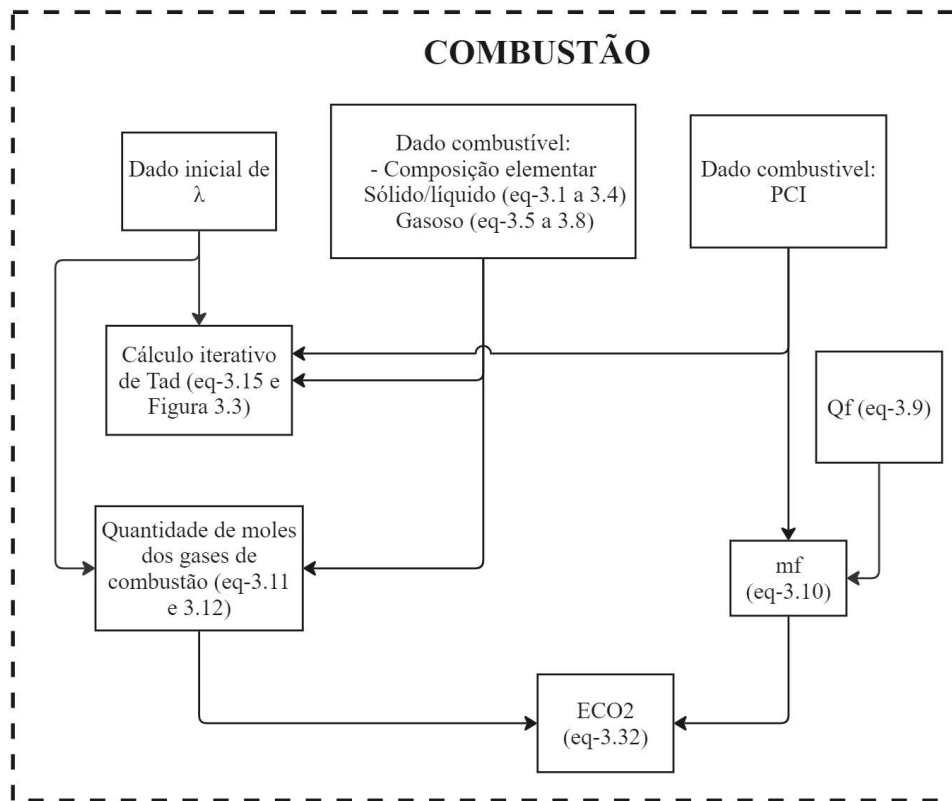 COMBUSTÃO
Dado inicial de
λ
Dado combustível:
- Composição elementar
Sólido/líquido (eq-3.1 a 3.4)
Gasoso (eq-3.5 a 3.8)
Dado combustivel:
PCI
Cálculo iterativo
de Tad (eq-3.15 e
Figura 3.3)
Qf (eq-3.9)
Quantidade de moles
dos gases de
combustão (eq-3.11
e 3.12)
mf
(eq-3.10)
ECO2
(eq-3.32)